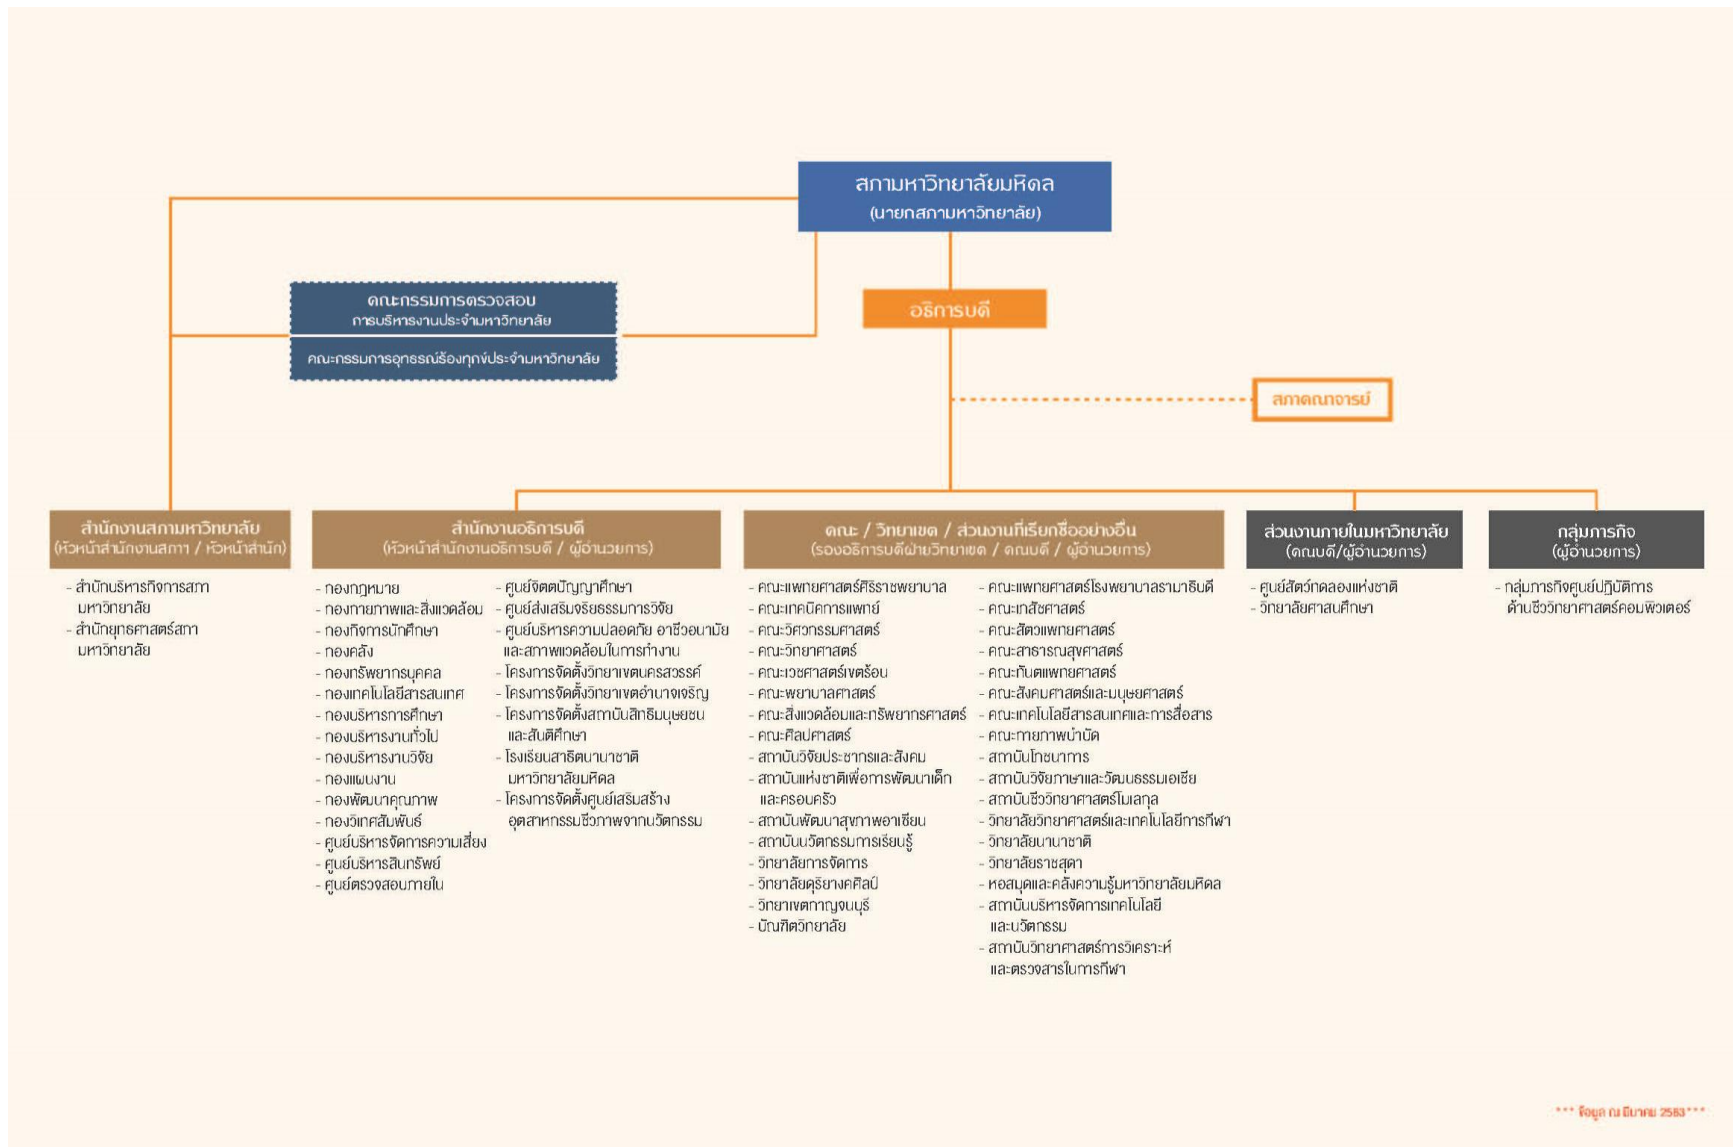 สภามหาวิทยาลัยมหิดล
(นายกสภามหาวิทยาลัย)
คณะกรรมการตรวจสอบ
การบริหารงานประจำมหาวิทยาลัย
คณะกรรมการอุทธรณ์ร้องทุกข์ประจำมหาวิทยาลัย
อธิการบดี
สภาคณาจารย์
สำนักงานสภามหาวิทยาลัย
(หัวหน้าสำนักงานสภาฯ / หัวหน้าสำนัก)
- สำนักบริหารกิจการสภา
มหาวิทยาลัย
- สำนักยุทธศาสตร์สภา
มหาวิทยาลัย
สำนักงานอธิการบดี
(หัวหน้าสำนักงานอธิการบดี / ผู้อำนวยการ)
- กองกฎหมาย
- กองกายภาพและสิ่งแวดล้อม
- กองกิจการนักศึกษา
- กองคลัง
- กองทรัพยากรบุคคล
- กองเทคโนโลยีสารสนเทศ
- กองบริหารการศึกษา
- กองบริหารงานทั่วไป
- กองบริหารงานวิจัย
- กองแผนงาน
- กองพัฒนาคุณภาพ
- กองวิเทศสัมพันธ์
- ศูนย์บริหารจัดการความเสี่ยง
- ศูนย์บริหารสินทรัพย์
- ศูนย์ตรวจสอบภายใน
- ศูนย์จิตตปัญญาศึกษา
- ศูนย์ส่งเสริมจริยธรรมการวิจัย
- ศูนย์บริหารความปลอดภัย อาชีวอนามัย
และสภาพแวดล้อมในการทำงาน
- โครงการจัดตั้งวิทยาเขตนครสวรรค์
- โครงการจัดตั้งวิทยาเขตอำนาจเจริญ
- โครงการจัดตั้งสถาบันสิทธิมนุษยชน
และสันติศึกษา
- โรงเรียนสาธิตนานาชาติ
มหาวิทยาลัยมหิดล
- โครงการจัดตั้งศูนย์เสริมสร้าง
อุตสาหกรรมชีวภาพจากนวัตกรรม
คณะ / วิทยาเขต / ส่วนงานที่เรียกชื่ออย่างอื่น
(รองอธิการบดีฝ่ายวิทยาเขต / คณบดี / ผู้อำนวยการ)
- คณะแพทยศาสตร์ศิริราชพยาบาล
- คณะเทคนิคการแพทย์
- คณะวิศวกรรมศาสตร์
- คณะวิทยาศาสตร์
- คณะเวชศาสตร์เขตร้อน
- คณะพยาบาลศาสตร์
- คณะสิ่งแวดล้อมและทรัพยากรศาสตร์
- คณะศิลปศาสตร์
- สถาบันวิจัยประชากรและสังคม
- สถาบันแห่งชาติเพื่อการพัฒนาเด็ก
และครอบครัว
- สถาบันพัฒนาสุขภาพอาเซียน
- สถาบันนวัตกรรมการเรียนรู้
- วิทยาลัยการจัดการ
- วิทยาลัยดุริยางคศิลป์
- วิทยาเขตกาญจนบุรี
- บัณฑิตวิทยาลัย
- คณะแพทยศาสตร์โรงพยาบาลรามาธิบดี
- คณะเภสัชศาสตร์
- คณะสัตวแพทยศาสตร์
- คณะสาธารณสุขศาสตร์
- คณะทันตแพทยศาสตร์
- คณะสังคมศาสตร์และมนุษยศาสตร์
- คณะเทคโนโลยีสารสนเทศและการสื่อสาร
- คณะกายภาพบำบัด
- สถาบันโภชนาการ
- สถาบันวิจัยภาษาและวัฒนธรรมเอเชีย
- สถาบันชีววิทยาศาสตร์โมเลกุล
- วิทยาลัยวิทยาศาสตร์และเทคโนโลยีการกีฬา
- วิทยาลัยนานาชาติ
- วิทยาลัยราชสุดา
- หอสมุดและคลังความรู้มหาวิทยาลัยมหิดล
- สถาบันบริหารจัดการเทคโนโลยี
และนวัตกรรม
- สถาบันวิทยาศาสตร์การวิเคราะห์
และตรวจสารในการกีฬา
ส่วนงานภายในมหาวิทยาลัย
(คณบดี/ผู้อำนวยการ)
- ศูนย์สัตว์ทดลองแห่งชาติ
- วิทยาลัยศาสนศึกษา
กลุ่มภารกิจ
(ผู้อำนวยการ)
- กลุ่มภารกิจศูนย์ปฏิบัติการ
ด้านชีววิทยาศาสตร์คอมพิวเตอร์
*** ข้อมูล ณ มีนาคม 2563***